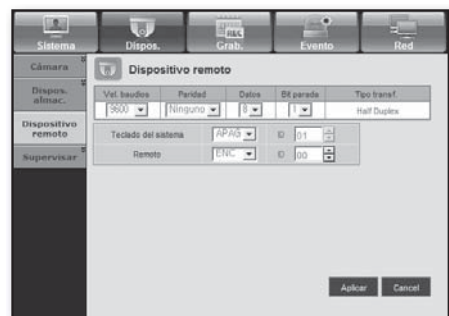 Sistema
Dispos.
Grab.
Evento
Red
Cámara
Dispos. almac.
Dispositivo remoto
Supervisar
Dispositivo remoto
Vel. baudios Paridad Datos Bit parada Tipo transf.
9600 Ninguno 8 1 Half Duplex
Teclado del sistema APAG ID 01
Remoto ENC ID 00
Aplicar Cancel